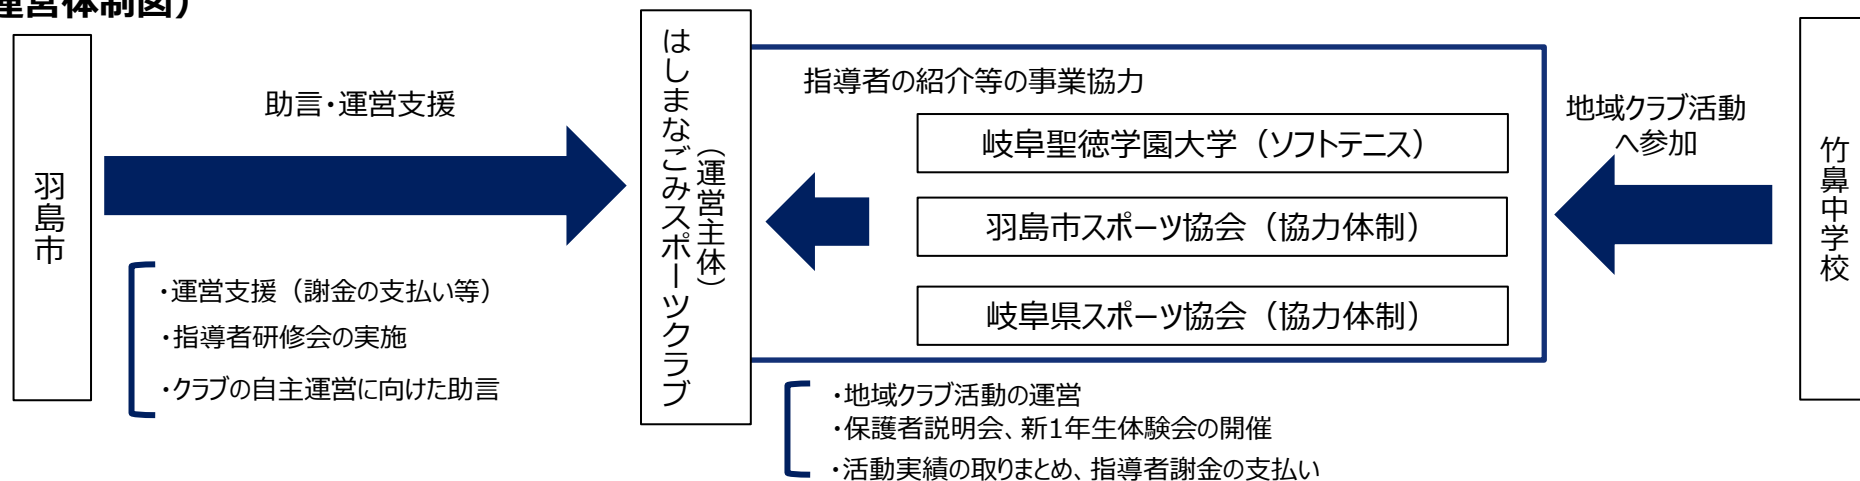 運営体制図）
羽島市
助言・運営支援
・運営支援（謝金の支払い等）
・指導者研修会の実施
・クラブの自主運営に向けた助言
はしまなごみスポーツクラブ
（運営主体）
指導者の紹介等の事業協力
岐阜聖徳学園大学（ソフトテニス）
羽島市スポーツ協会（協力体制）
岐阜県スポーツ協会（協力体制）
・地域クラブ活動の運営
・保護者説明会、新1年生体験会の開催
・活動実績の取りまとめ、指導者謝金の支払い
地域クラブ活動
へ参加
竹鼻中学校